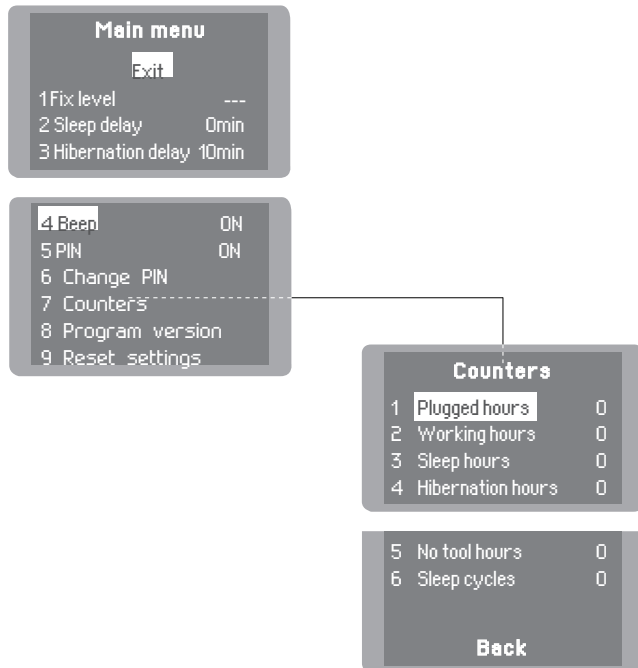 Main menu
Exit
1 Fix level ---
2 Sleep delay 0min
3 Hibernation delay 10min
4 Beep ON
5 PIN ON
6 Change PIN
7 Counters
8 Program version
9 Reset settings
Counters
1 Plugged hours 0
2 Working hours 0
3 Sleep hours 0
4 Hibernation hours 0
5 No tool hours 0
6 Sleep cycles 0
Back